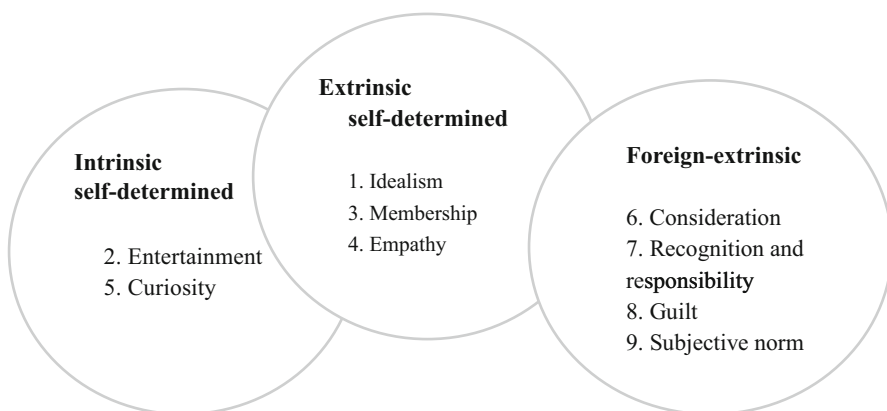 Intrinsic
self-determined
2. Entertainment
5. Curiosity
Extrinsic
self-determined
1. Idealism
3. Membership
4. Empathy
Foreign-extrinsic
6. Consideration
7. Recognition and
responsibility
8. Guilt
9. Subjective norm